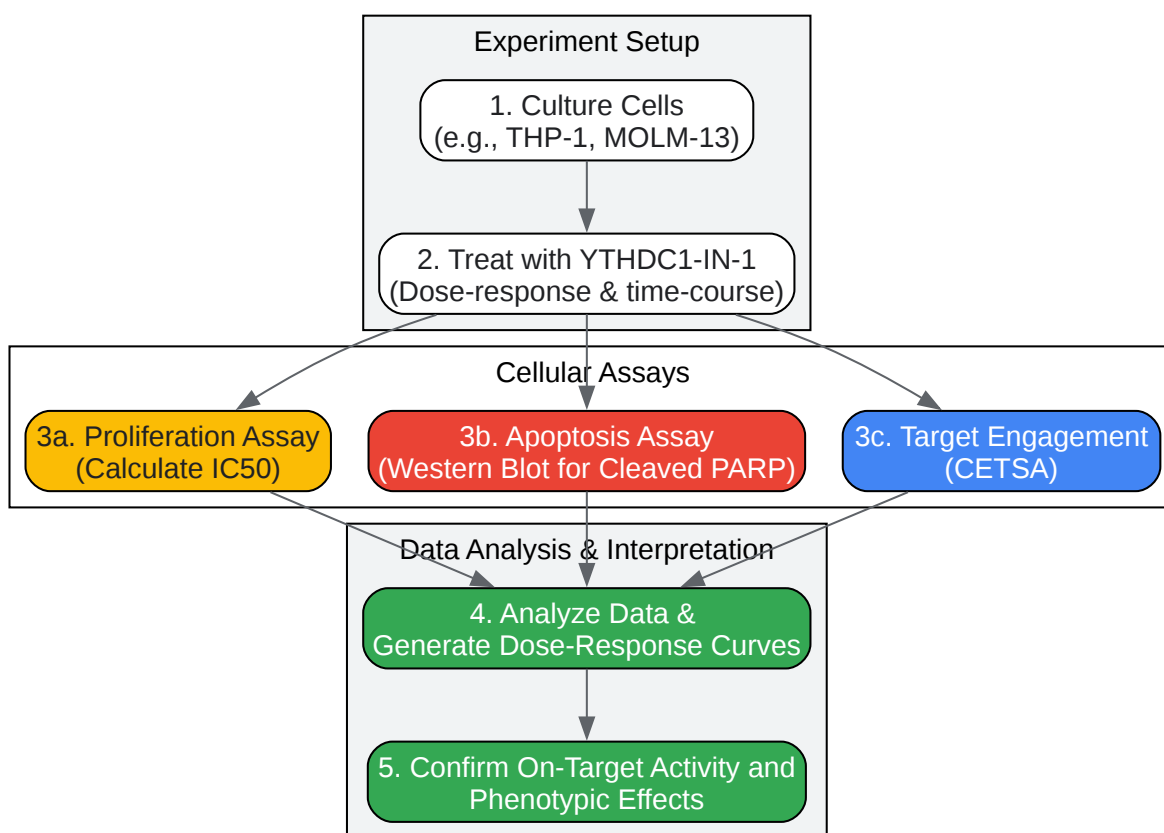 Experiment Setup
1. Culture Cells
(e.g., THP-1, MOLM-13)
2. Treat with YTHDC1-IN-1
(Dose-response & time-course)
Cellular Assays
3a. Proliferation Assay
(Calculate IC50)
3b. Apoptosis Assay
(Western Blot for Cleaved PARP)
3c. Target Engagement
(CETSA)
Data Analysis & Interpretation
4. Analyze Data &
Generate Dose-Response Curves
5. Confirm On-Target Activity and
Phenotypic Effects